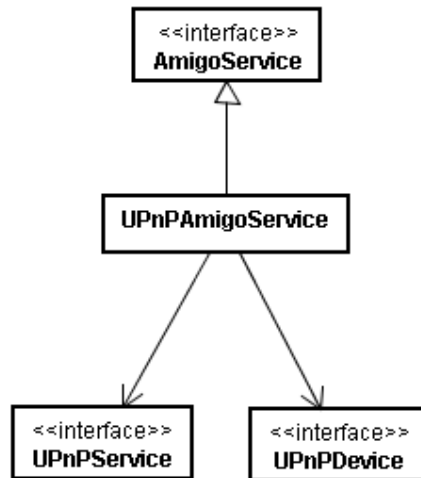 <<interface>>
AmigoService
UPnPAmigoService
<<interface>>
UPnPService
<<interface>>
UPnPDevice